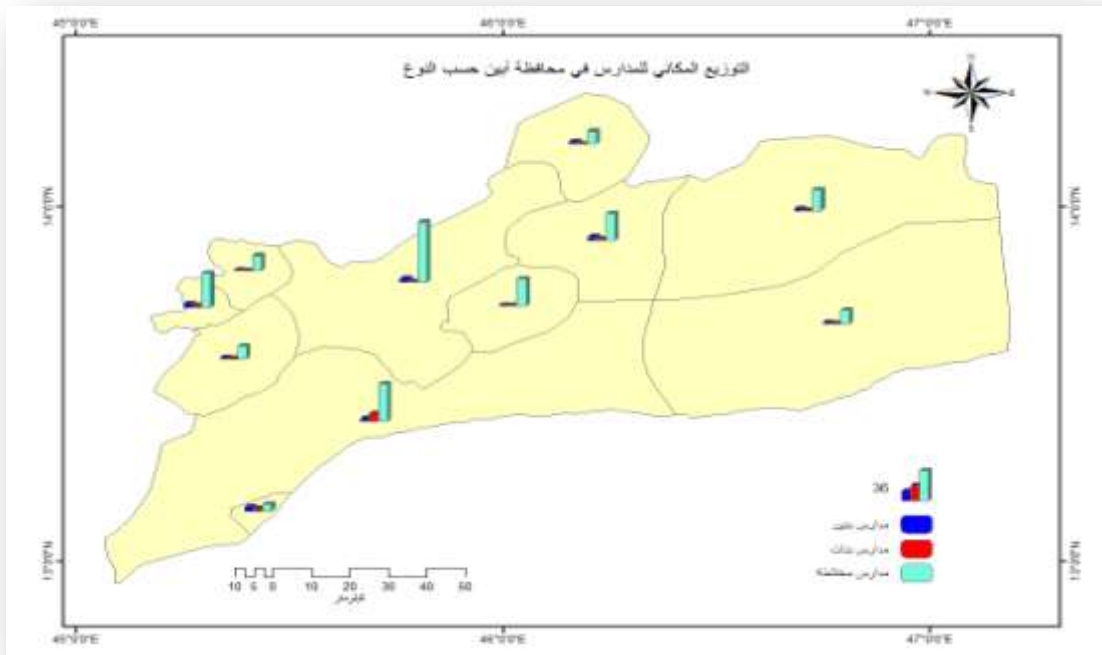 45°0'0"E 46°0'0"E 47°0'0"E
التوزيع المكاني للمدارس في محافظة أبين حسب النوع
14°0'0"N 14°0'0"N
36
مدارس بنين
مدارس بنات
مدارس مختلطة
13°0'0"N 13°0'0"N
10 5 0 10 20 30 40 50
كيلومتر
45°0'0"E 46°0'0"E 47°0'0"E